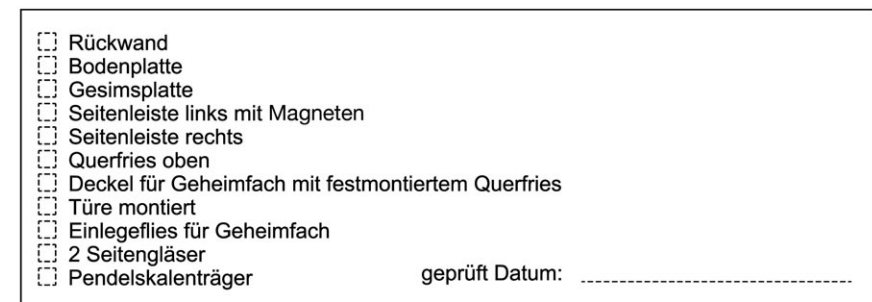 Rückwand
Bodenplatte
Gesimsplatte
Seitenleiste links mit Magneten
Seitenleiste rechts
Querfries oben
Deckel für Geheimfach mit festmontiertem Querfries
Türe montiert
Einlegeflies für Geheimfach
2 Seitengläser
Pendelskalenträger geprüft Datum: